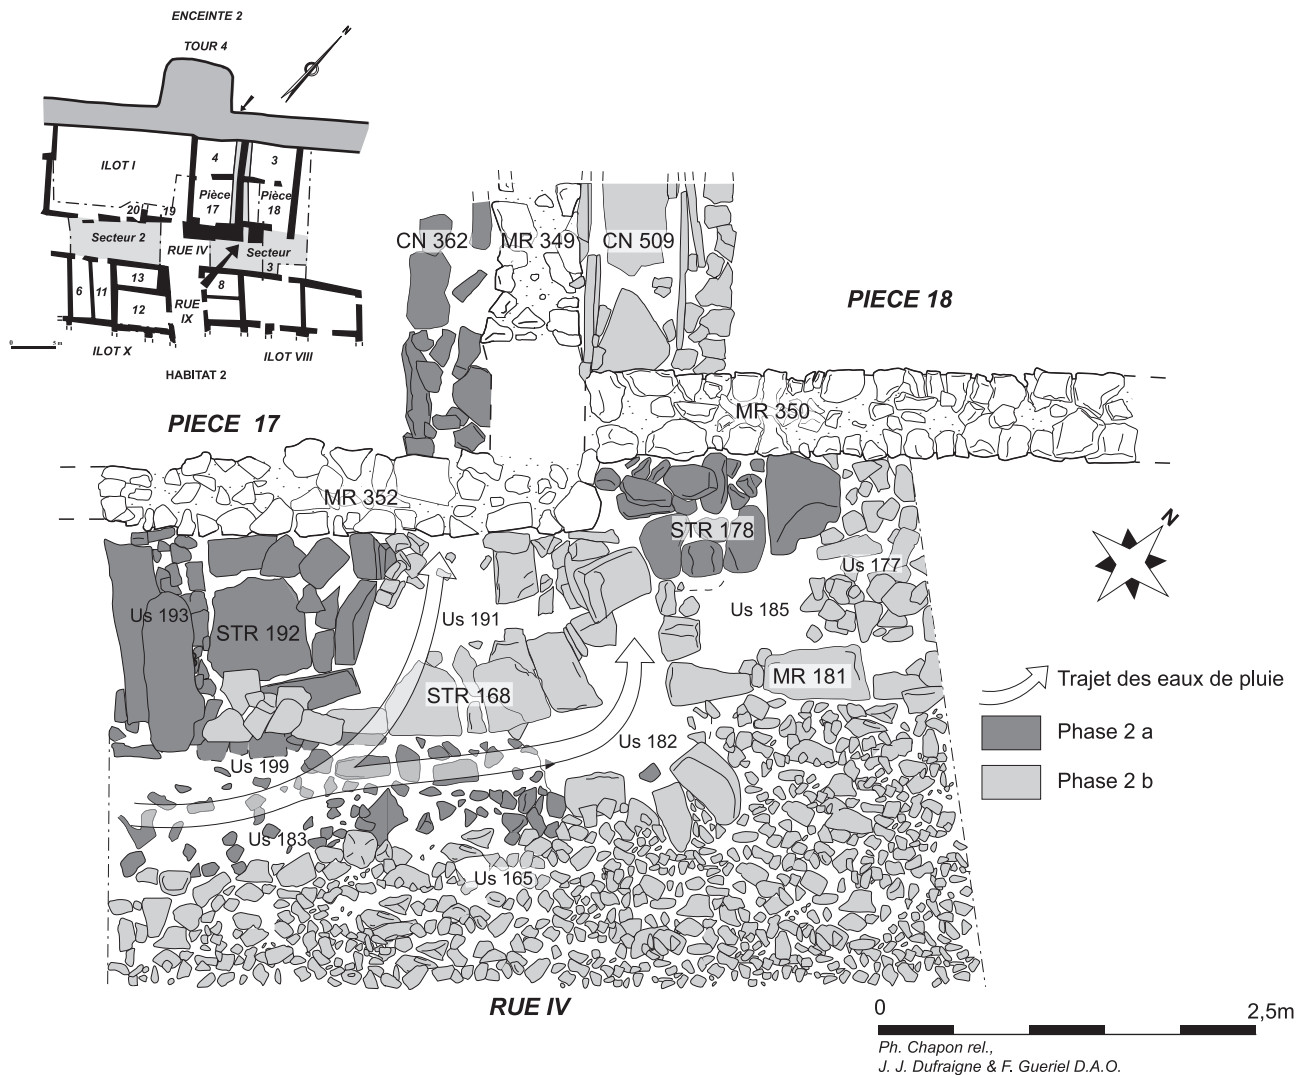 ENCEINTE 2
TOUR 4
N
ILOT I
4
3
Pièce
17
Pièce
18
20
19
Secteur 2
RUE IV
Secteur
3
6
11
13
12
RUE
IX
8
0
5 m
ILOT X
ILOT VIII
HABITAT 2
CN 362
MR 349
CN 509
PIECE 18
PIECE 17
MR 350
MR 352
STR 178
N
Us 177
Us 193
STR 192
Us 191
Us 185
STR 168
MR 181
Trajet des eaux de pluie
Phase 2 a
Us 182
Us 199
Phase 2 b
Us 183
Us 165
RUE IV
0
2,5m
Ph. Chapon rel.,
J. J. Dufraigne & F. Gueriel D.A.O.